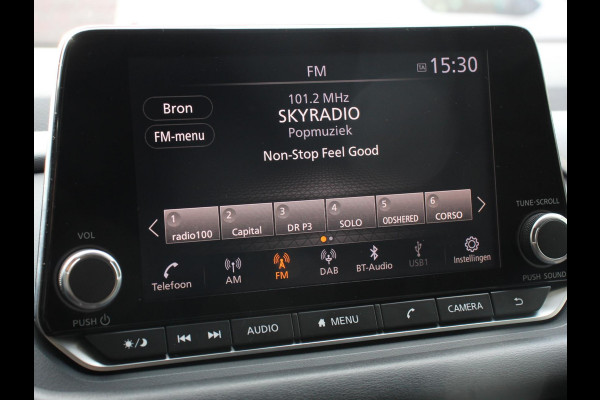 FM
TA 15:30
101.2 MHz
Bron
SKYRADIO
FM-menu
Popmuziek
Non-Stop Feel Good
1 radio100
2 Capital
3 DR P3
4 SOLO
5 ODSHERED
6 CORSO
Telefoon
AM
FM
DAB
BT-Audio
USB1
Instellingen
VOL
PUSH
TUNE-SCROLL
PUSH SOUND
AUDIO
MENU
CAMERA